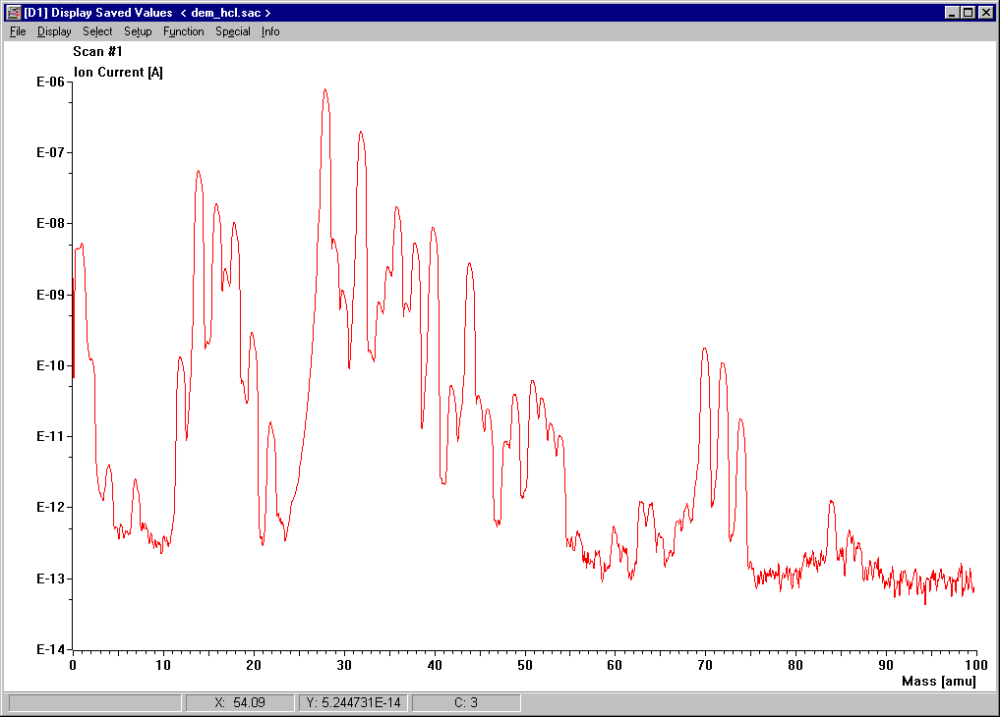 [D1] Display Saved Values < dem_hcl.sac >
File Display Select Setup Function Special Info
Scan #1
Ion Current [A]
E-06
E-07
E-08
E-09
E-10
E-11
E-12
E-13
E-14
0 10 20 30 40 50 60 70 80 90 100
Mass [amu]
X: 54.09 Y: 5.244731E-14 C: 3